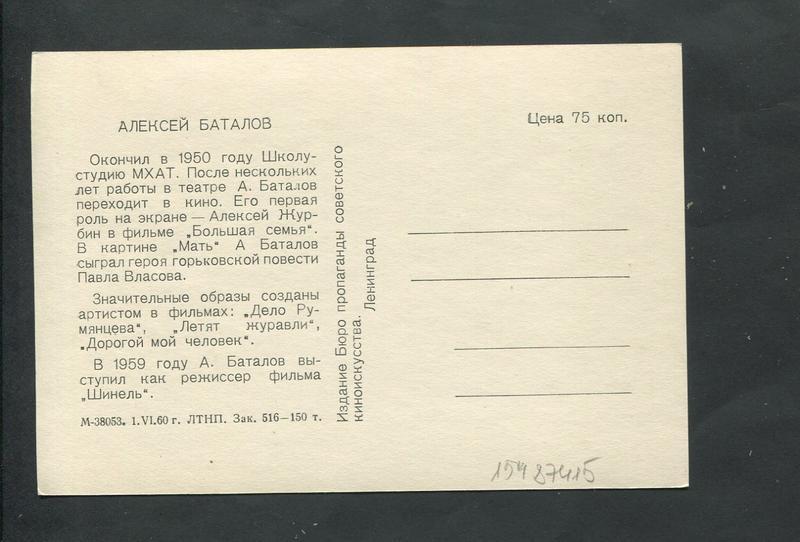 АЛЕКСЕЙ БАТАЛОВ
Окончил в 1950 году Школу-
студию МХАТ. После нескольких
лет работы в театре А. Баталов
переходит в кино. Его первая
роль на экране — Алексей Жур-
бин в фильме „Большая семья“.
В картине „Мать“ А Баталов
сыграл героя горьковской повести
Павла Власова.
Значительные образы созданы
артистом в фильмах: „Дело Ру-
мянцева“, „Летят журавли“,
„Дорогой мой человек“.
В 1959 году А. Баталов вы-
ступил как режиссер фильма
„Шинель“.
М-38053. 1.VI.60 г. ЛТНП. Зак. 516—150 т.
Издание Бюро пропаганды советского
киноискусства. Ленинград
Цена 75 коп.
15487415